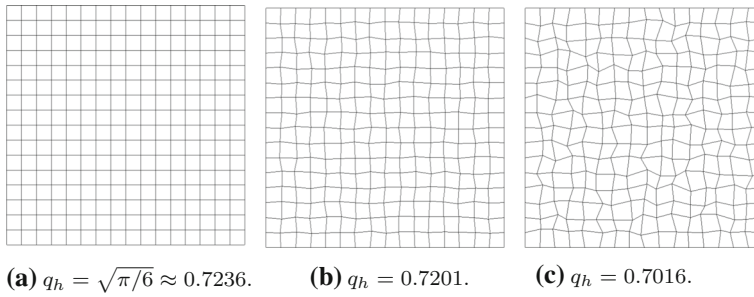 (a) q_h = √π/6 ≈ 0.7236. (b) q_h = 0.7201. (c) q_h = 0.7016.